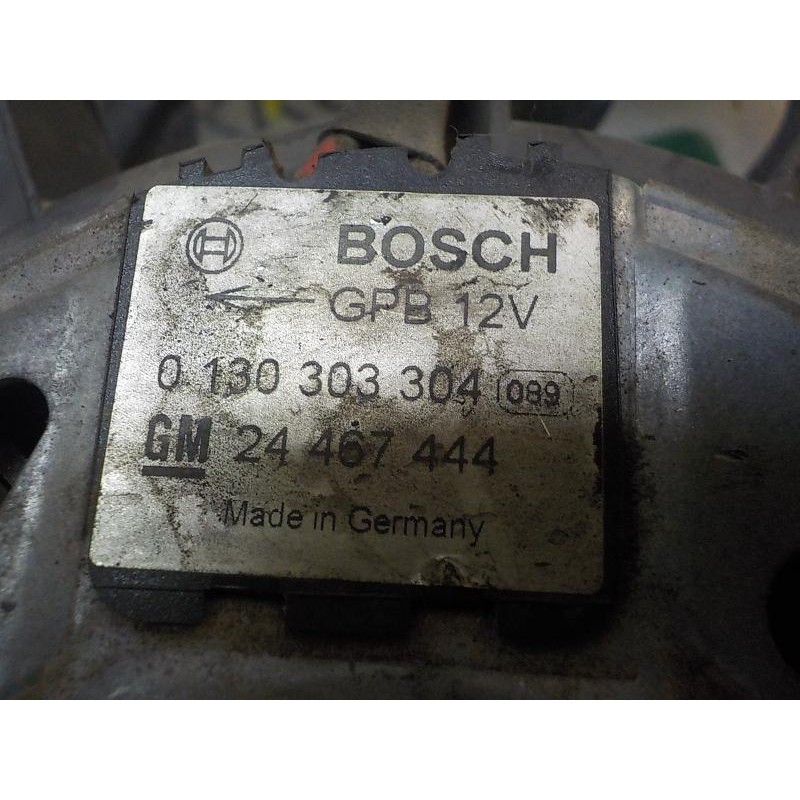 BOSCH
GPB 12V
0 130 303 304 089
GM 24 467 444
Made in Germany